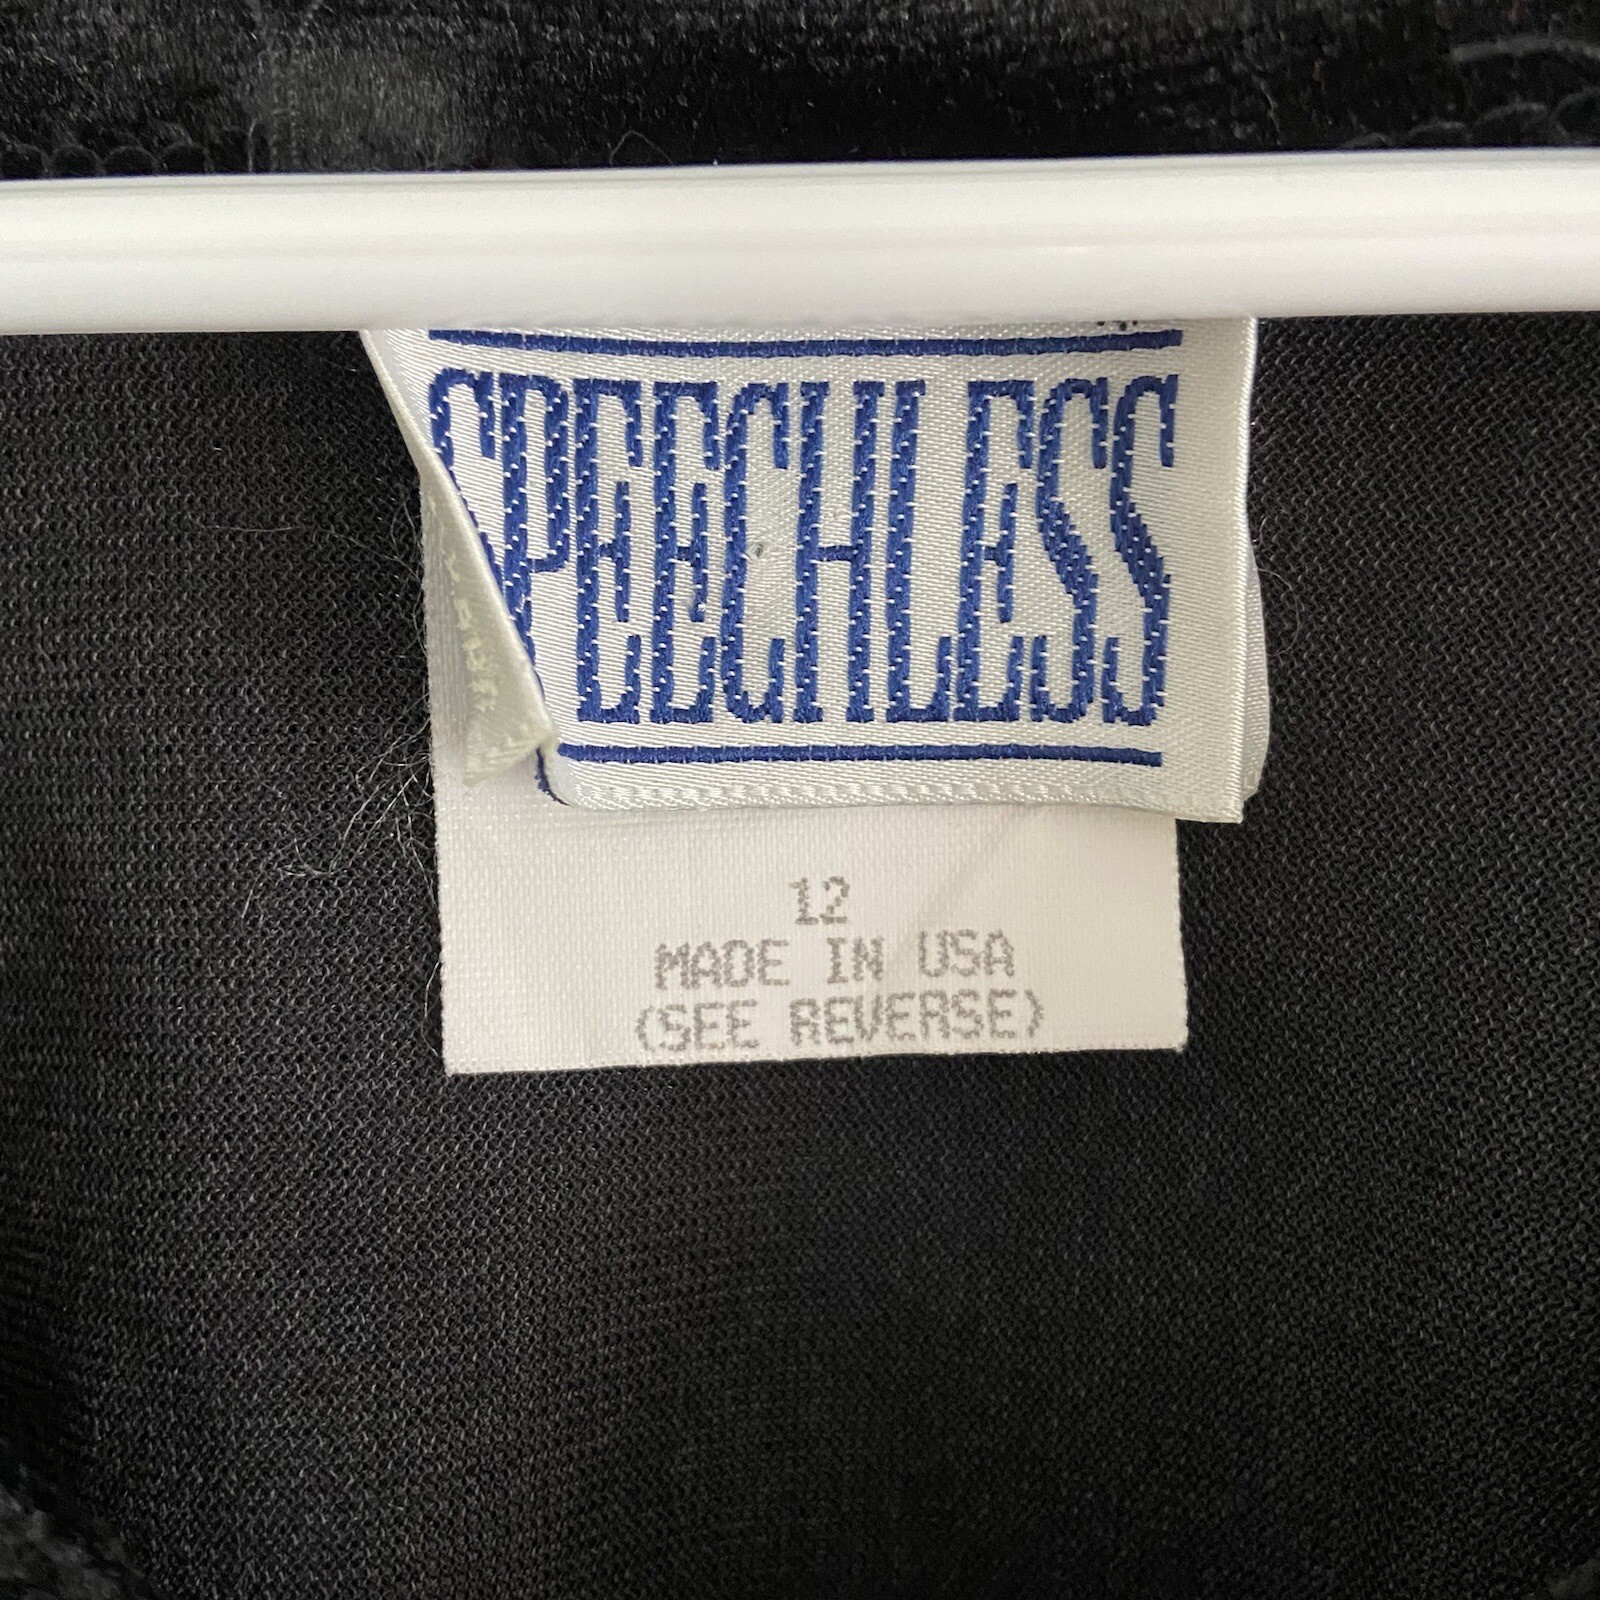 SPEECHLESS
12
MADE IN USA
(SEE REVERSE)